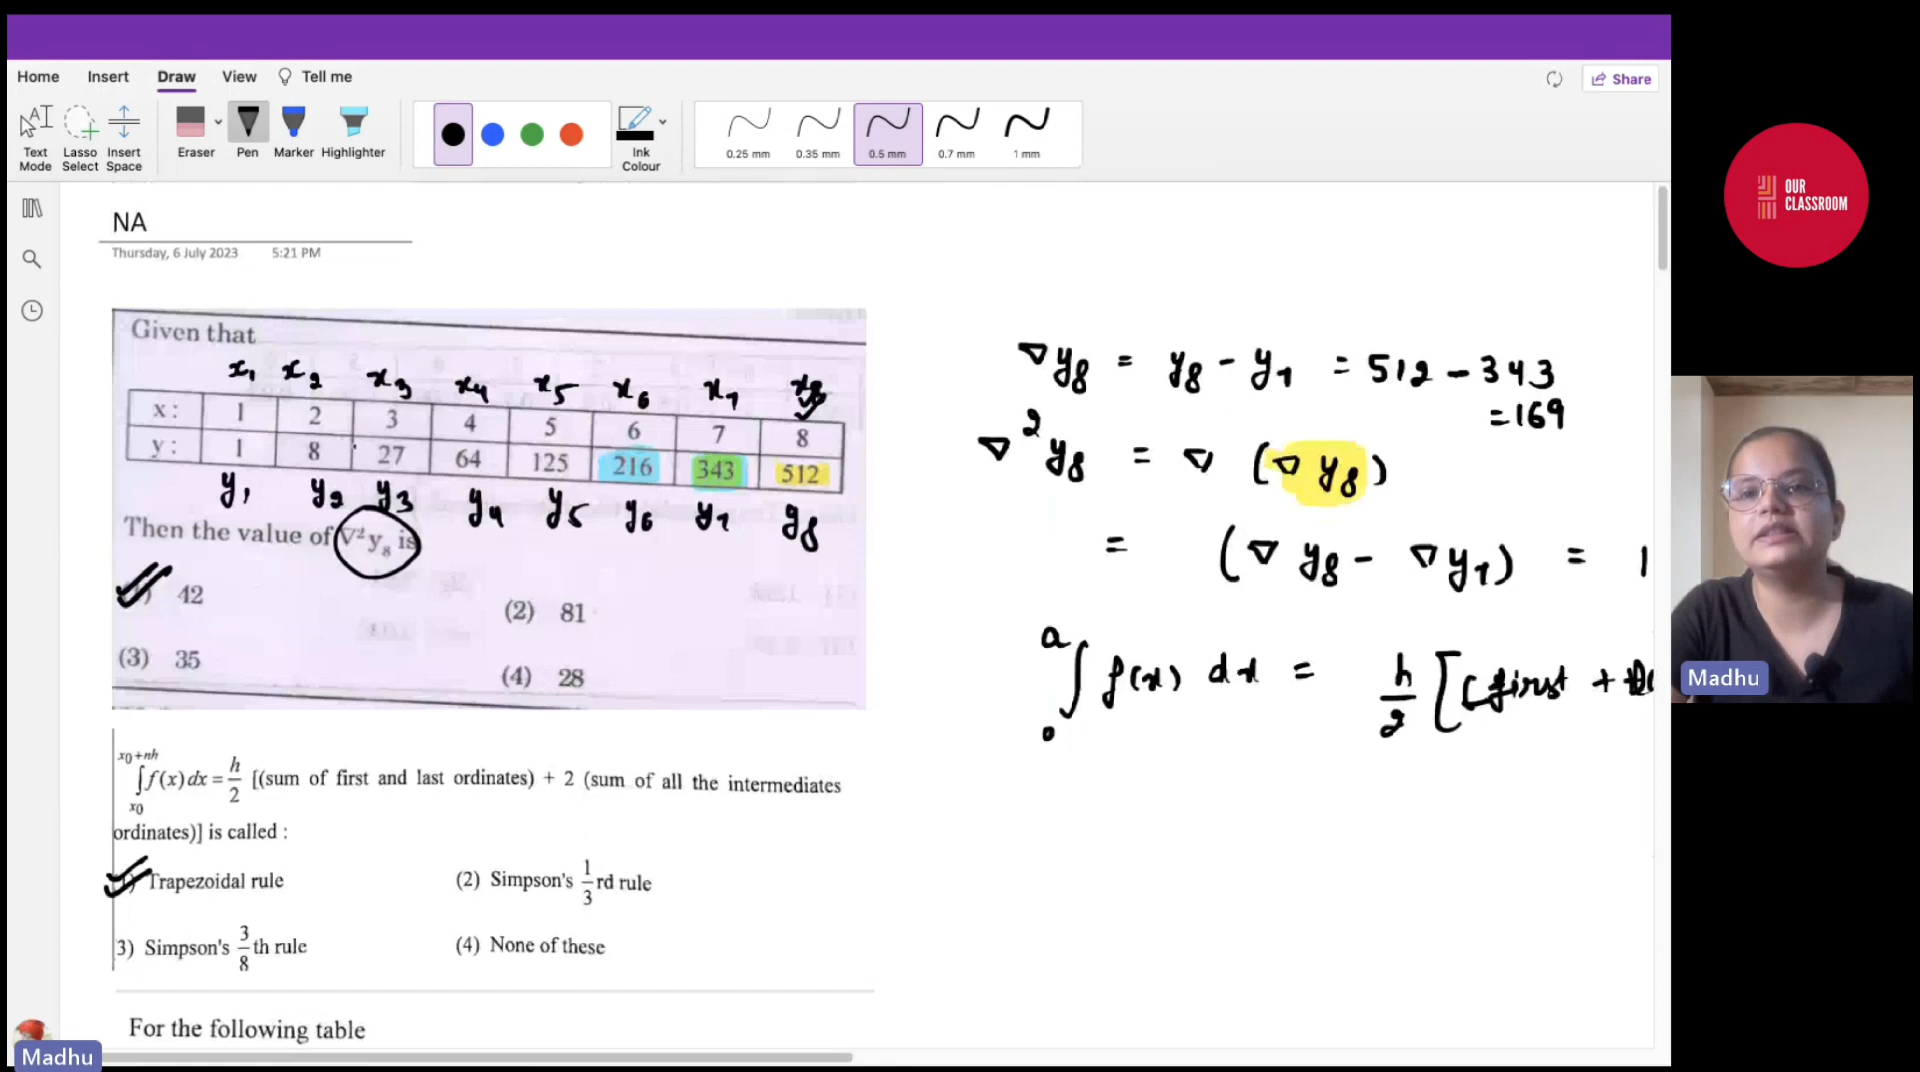 Home Insert Draw View Tell me
Share
Text Mode
Lasso Select
Insert Space
Eraser
Pen
Marker
Highlighter
Ink Colour
0.25 mm
0.35 mm
0.5 mm
0.7 mm
1 mm
OUR CLASSROOM
NA
Thursday, 6 July 2023 5:21 PM
Given that
x₁ x₂ x₃ x₄ x₅ x₆ x₇ x₈
x: 1 2 3 4 5 6 7 8
y: 1 8 27 64 125 216 343 512
y₁ y₂ y₃ y₄ y₅ y₆ y₇ y₈
Then the value of ∇²y₈ is
42
(2) 81
(3) 35
(4) 28
∇y₈ = y₈ - y₇ = 512 - 343
= 169
∇²y₈ = ∇ (∇ y₈)
= (∇ y₈ - ∇ y₇) = 1
∫₀ᵃ f(x) dx = h/2 [(first +
∫_{x₀}^{x₀+nh} f(x) dx = h/2 [(sum of first and last ordinates) + 2 (sum of all the intermediates
ordinates)] is called :
Trapezoidal rule
(2) Simpson's 1/3 rd rule
3) Simpson's 3/8 th rule
(4) None of these
For the following table
Madhu
Madhu